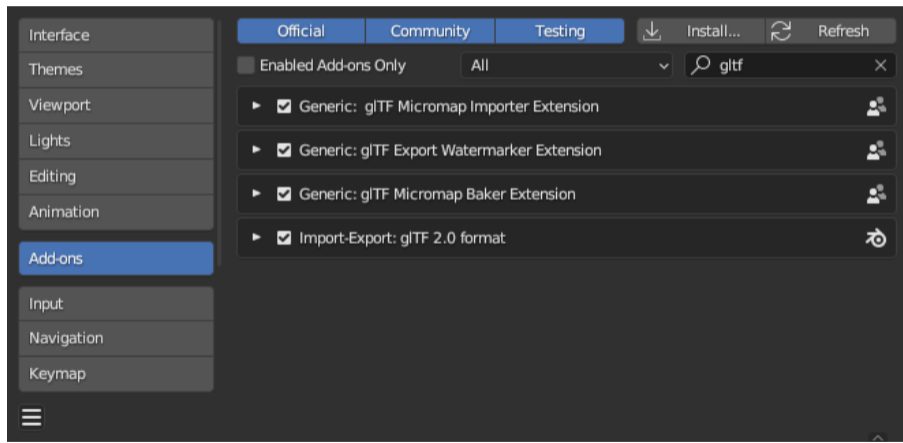 Interface
Themes
Viewport
Lights
Editing
Animation
Add-ons
Input
Navigation
Keymap
Official Community Testing Install... Refresh
Enabled Add-ons Only All gltf
Generic: glTF Micromap Importer Extension
Generic: glTF Export Watermarker Extension
Generic: glTF Micromap Baker Extension
Import-Export: glTF 2.0 format